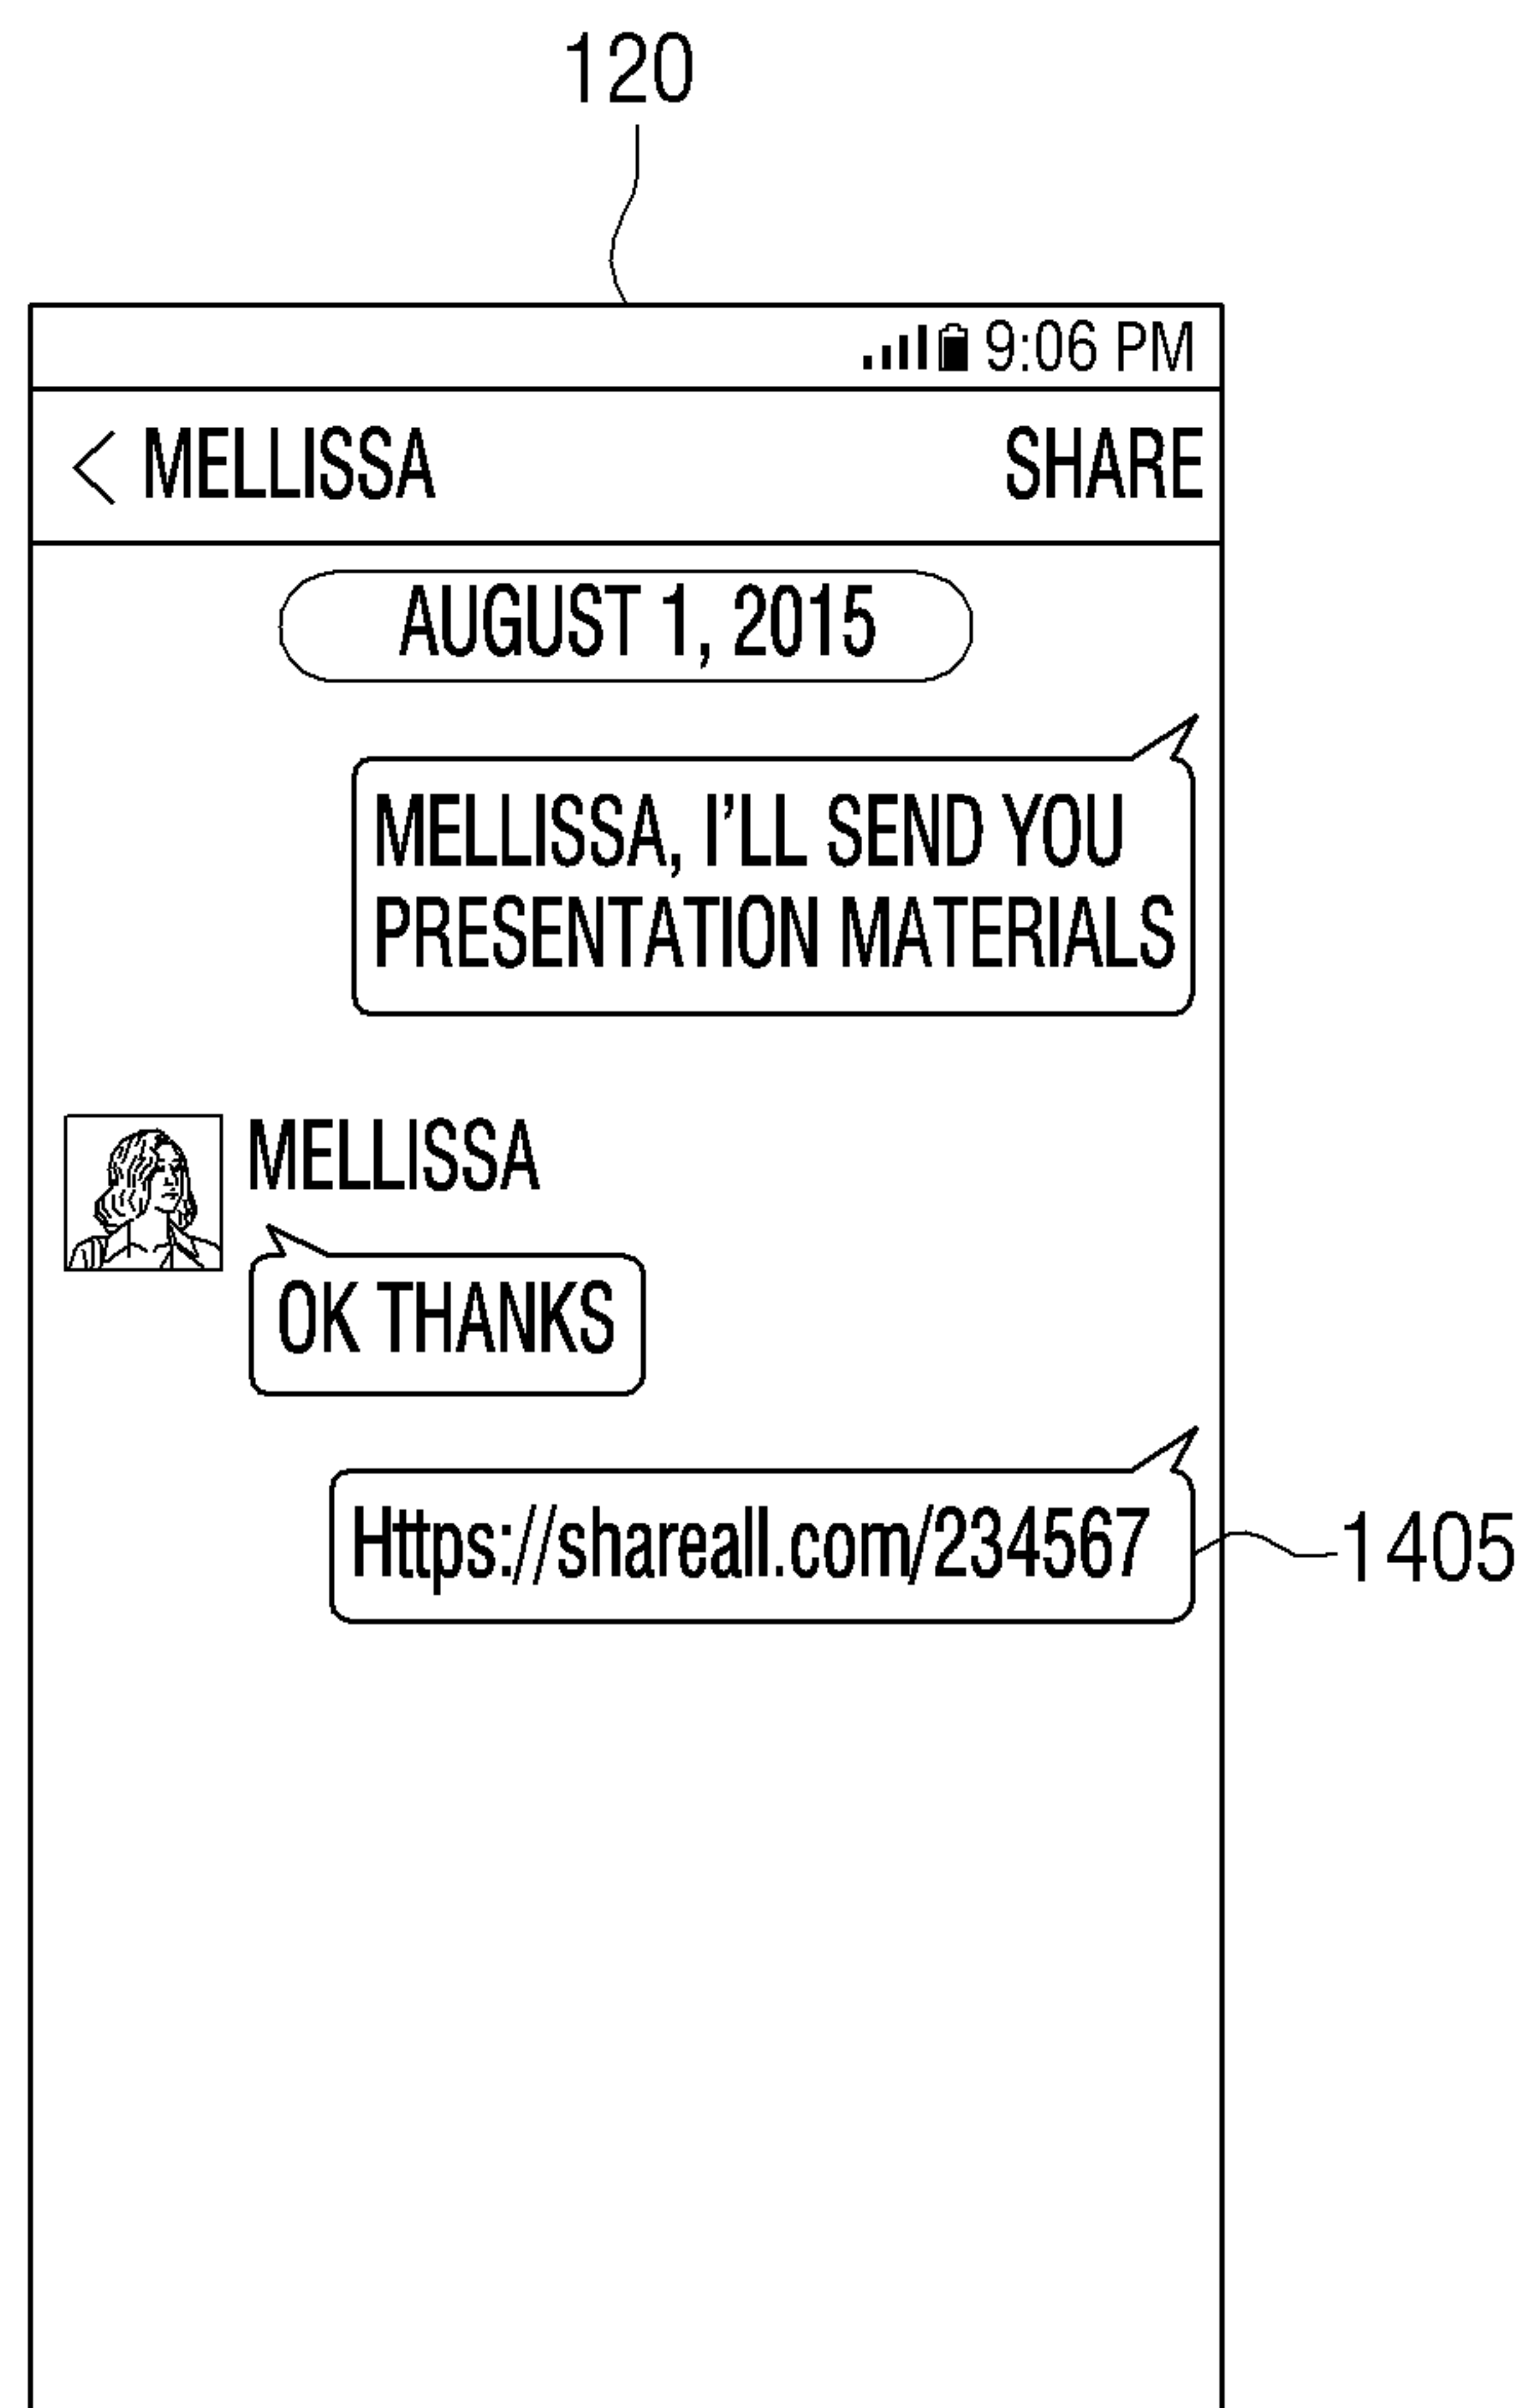 120
9:06 PM
< MELLISSA SHARE
AUGUST 1, 2015
MELLISSA, I'LL SEND YOU
PRESENTATION MATERIALS
MELLISSA
OK THANKS
Https://shareall.com/234567
1405